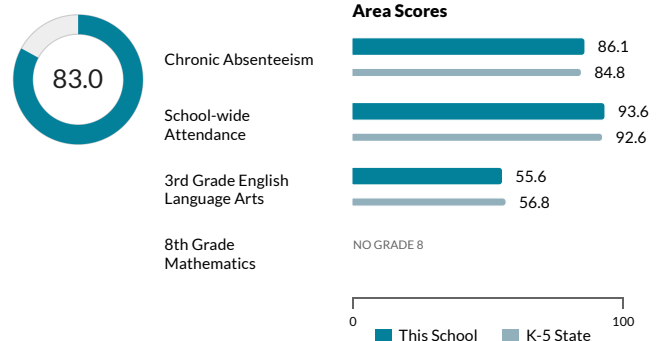 Area Scores
83.0
Chronic Absenteeism
86.1
84.8
School-wide
Attendance
93.6
92.6
3rd Grade English
Language Arts
55.6
56.8
8th Grade
Mathematics
NO GRADE 8
0
100
This School
K-5 State